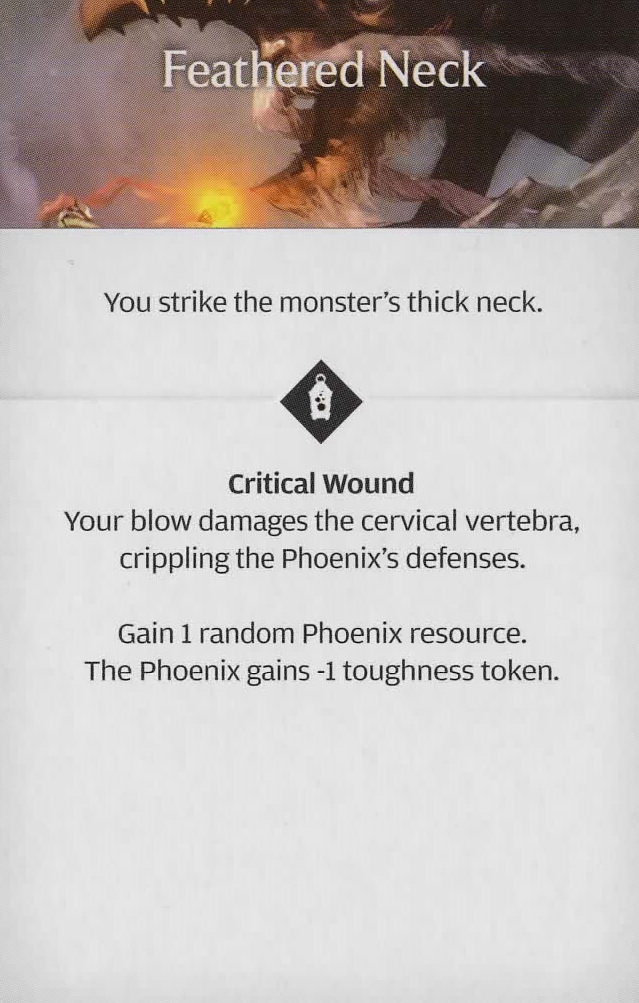 Feathered Neck
You strike the monster’s thick neck.
Critical Wound
Your blow damages the cervical vertebra,
crippling the Phoenix’s defenses.
Gain 1 random Phoenix resource.
The Phoenix gains -1 toughness token.